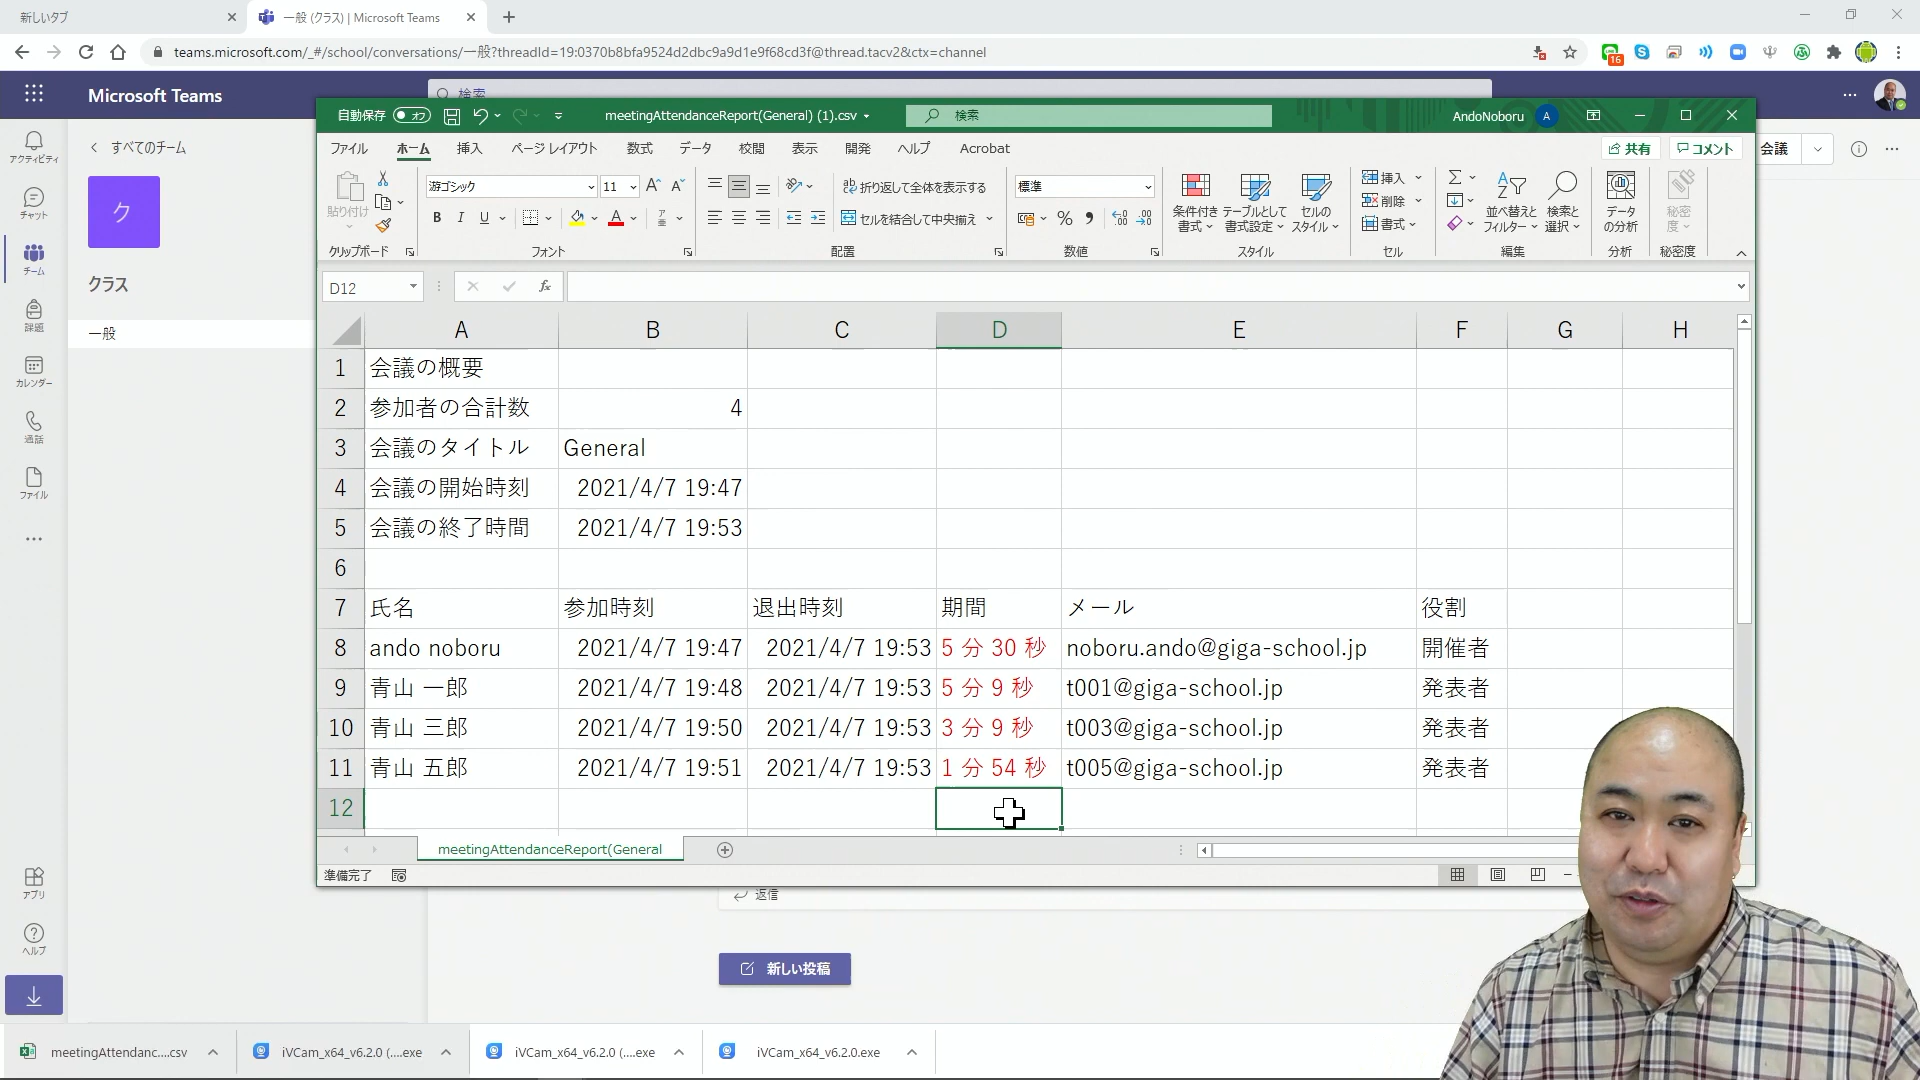 新しいタブ
一般 (クラス) | Microsoft Teams
teams.microsoft.com/_#/school/conversations/一般?threadId=19:0370b8bfa9524d2dbc9a9d1e9f68cd3f@thread.tacv2&ctx=channel
16
Microsoft Teams
検索
自動保存 オフ
meetingAttendanceReport(General) (1).csv
検索
AndoNoboru
A
ファイル ホーム 挿入 ページ レイアウト 数式 データ 校閲 表示 開発 ヘルプ Acrobat
共有 コメント
会議
アクティビティ
チャット
チーム
課題
カレンダー
通話
ファイル
アプリ
ヘルプ
すべてのチーム
ク
クラス
一般
貼り付け
游ゴシック 11
B I U
折り返して全体を表示する
セルを結合して中央揃え
標準
条件付き書式 テーブルとして書式設定 セルのスタイル
挿入
削除
書式
並べ替えとフィルター 検索と選択
データの分析
秘密度
クリップボード フォント 配置 数値 スタイル セル 編集 分析 秘密度
D12
fx
A B C D E F G H
1 会議の概要
2 参加者の合計数 4
3 会議のタイトル General
4 会議の開始時刻 2021/4/7 19:47
5 会議の終了時間 2021/4/7 19:53
6
7 氏名 参加時刻 退出時刻 期間 メール 役割
8 ando noboru 2021/4/7 19:47 2021/4/7 19:53 5 分 30 秒 noboru.ando@giga-school.jp 開催者
9 青山 一郎 2021/4/7 19:48 2021/4/7 19:53 5 分 9 秒 t001@giga-school.jp 発表者
10 青山 三郎 2021/4/7 19:50 2021/4/7 19:53 3 分 9 秒 t003@giga-school.jp 発表者
11 青山 五郎 2021/4/7 19:51 2021/4/7 19:53 1 分 54 秒 t005@giga-school.jp 発表者
12
meetingAttendanceReport(General
準備完了
返信
新しい投稿
meetingAttendanc....csv
iVCam_x64_v6.2.0 (....exe
iVCam_x64_v6.2.0 (....exe
iVCam_x64_v6.2.0.exe